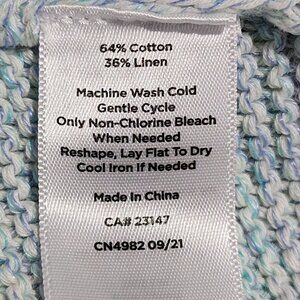 64% Cotton
36% Linen
Machine Wash Cold
Gentle Cycle
Only Non-Chlorine Bleach
When Needed
Reshape, Lay Flat To Dry
Cool Iron If Needed
Made In China
CA# 23147
CN4982 09/21